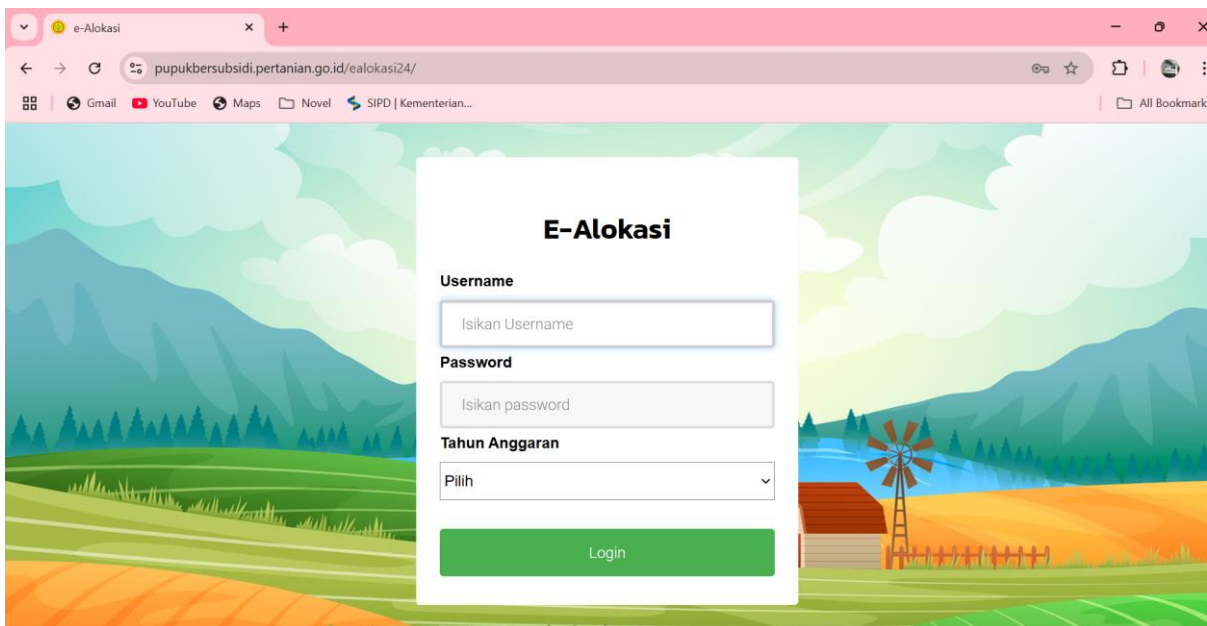 e-Alokasi
pupukbersubsidi.pertanian.go.id/ealokasi24/
Gmail YouTube Maps Novel SIPD | Kementerian... All Bookmark
E-Alokasi
Username
Isikan Username
Password
Isikan password
Tahun Anggaran
Pilih
Login